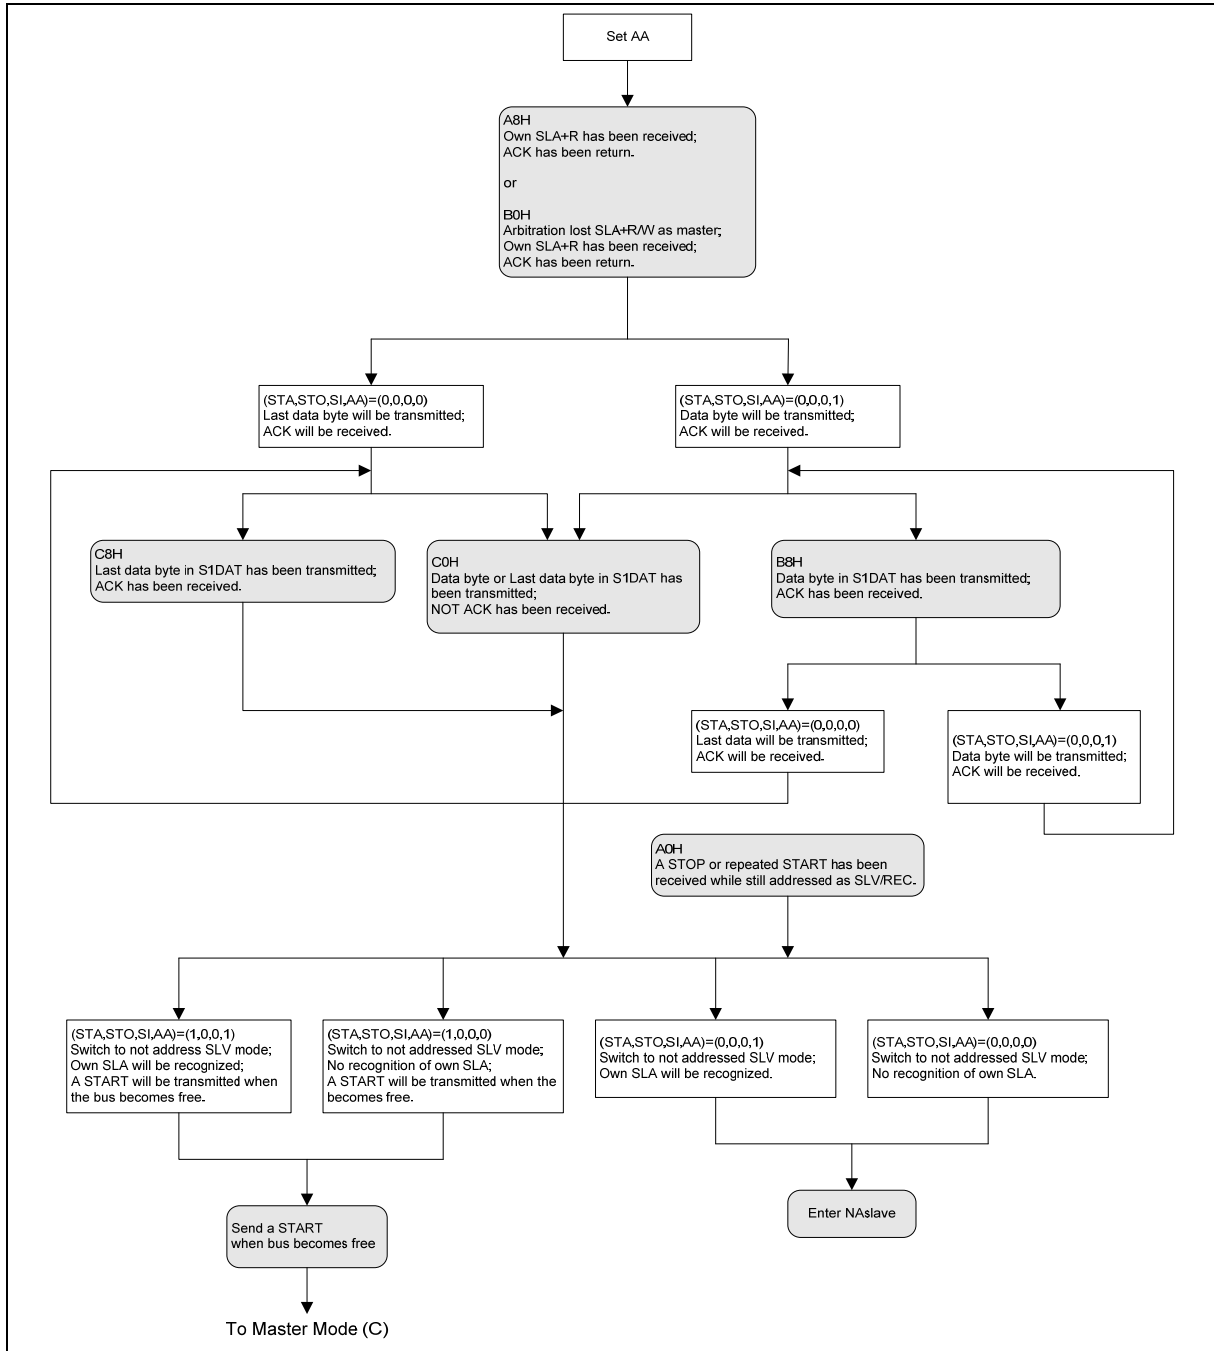 Set AA
A8H
Own SLA+R has been received;
ACK has been return.
or
B0H
Arbitration lost SLA+R/W as master;
Own SLA+R has been received;
ACK has been return.
(STA,STO,SI,AA)=(0,0,0,0)
Last data byte will be transmitted;
ACK will be received.
(STA,STO,SI,AA)=(0,0,0,1)
Data byte will be transmitted;
ACK will be received.
C8H
Last data byte in S1DAT has been transmitted;
ACK has been received.
C0H
Data byte or Last data byte in S1DAT has
been transmitted;
NOT ACK has been received.
B8H
Data byte in S1DAT has been transmitted;
ACK has been received.
(STA,STO,SI,AA)=(0,0,0,0)
Last data will be transmitted;
ACK will be received.
(STA,STO,SI,AA)=(0,0,0,1)
Data byte will be transmitted;
ACK will be received.
A0H
A STOP or repeated START has been
received while still addressed as SLV/REC.
(STA,STO,SI,AA)=(1,0,0,1)
Switch to not address SLV mode;
Own SLA will be recognized;
A START will be transmitted when
the bus becomes free.
(STA,STO,SI,AA)=(1,0,0,0)
Switch to not addressed SLV mode;
No recognition of own SLA;
A START will be transmitted when the
becomes free.
(STA,STO,SI,AA)=(0,0,0,1)
Switch to not addressed SLV mode;
Own SLA will be recognized.
(STA,STO,SI,AA)=(0,0,0,0)
Switch to not addressed SLV mode;
No recognition of own SLA.
Send a START
when bus becomes free
Enter NAslave
To Master Mode (C)